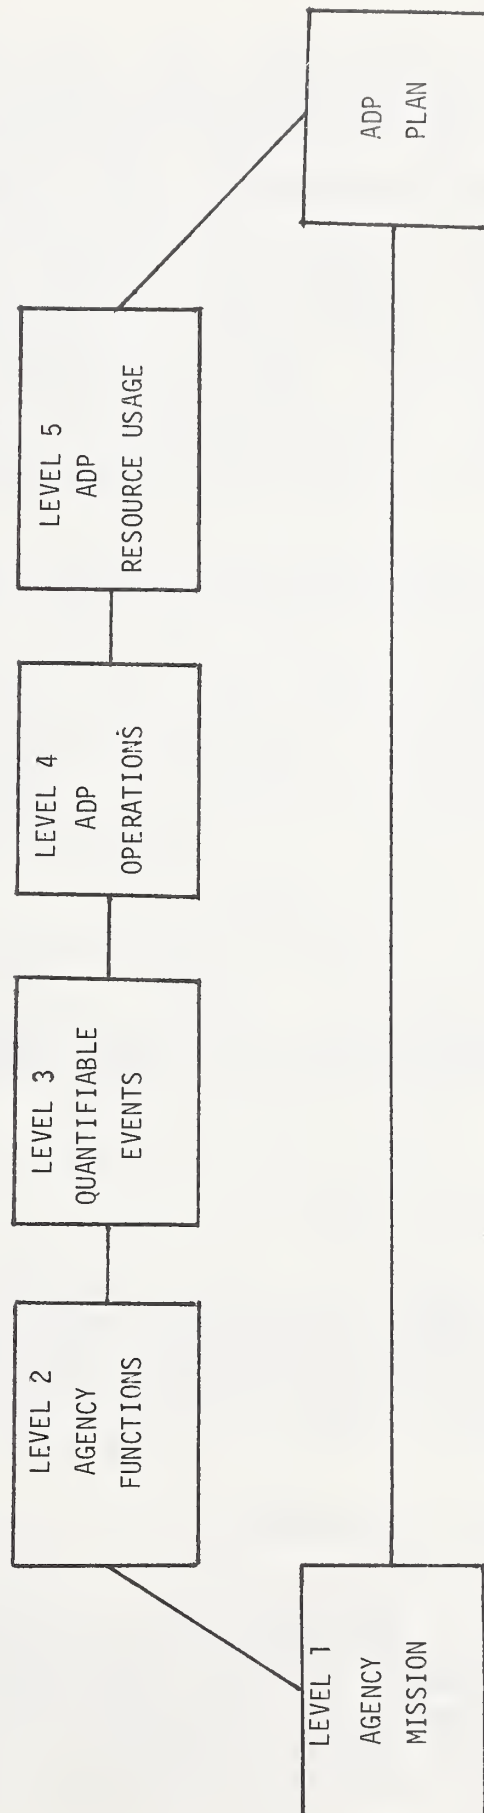 LEVEL 1
AGENCY
MISSION
LEVEL 2
AGENCY
FUNCTIONS
LEVEL 3
QUANTIFIABLE
EVENTS
LEVEL 4
ADP
OPERATIONS
LEVEL 5
ADP
RESOURCE USAGE
ADP
PLAN